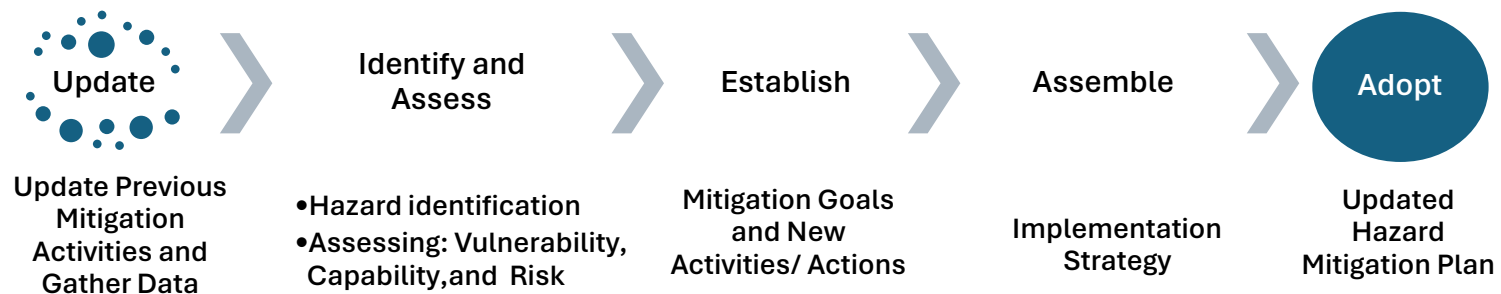 Update
Identify and
Assess
Establish
Assemble
Adopt
Update Previous
Mitigation
Activities and
Gather Data
•Hazard identification
•Assessing: Vulnerability,
Capability,and Risk
Mitigation Goals
and New
Activities/ Actions
Implementation
Strategy
Updated
Hazard
Mitigation Plan